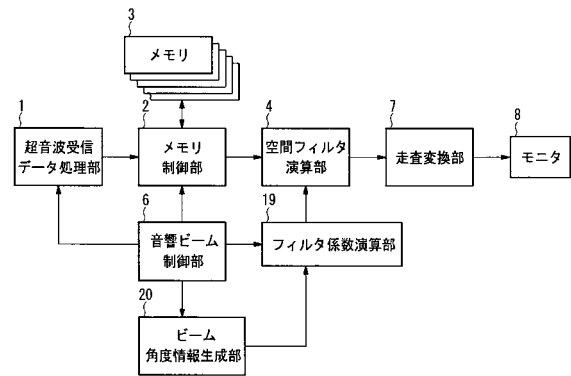 3
メモリ
1
超音波受信
データ処理部
2
メモリ
制御部
4
空間フィルタ
演算部
7
走査変換部
8
モニタ
6
音響ビーム
制御部
19
フィルタ係数演算部
20
ビーム
角度情報生成部